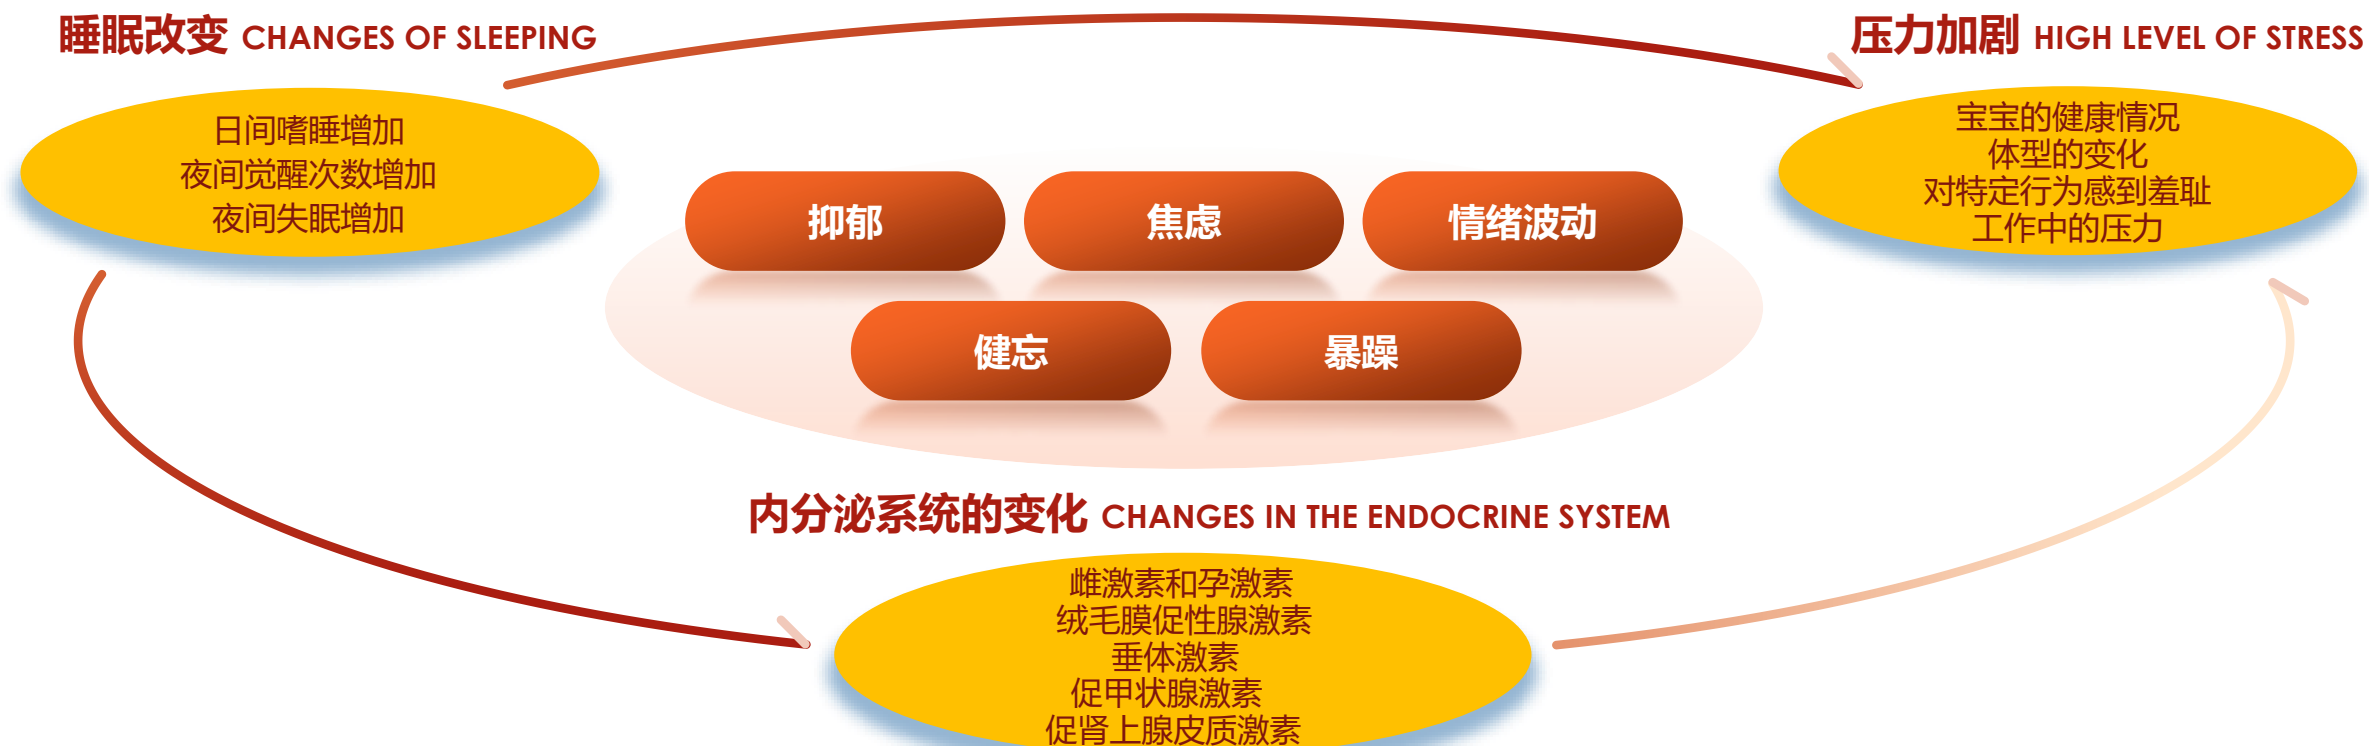 睡眠改变 CHANGES OF SLEEPING
压力加剧 HIGH LEVEL OF STRESS
日间嗜睡增加
夜间觉醒次数增加
夜间失眠增加
宝宝的健康情况
体型的变化
对特定行为感到羞耻
工作中的压力
抑郁
焦虑
情绪波动
健忘
暴躁
内分泌系统的变化 CHANGES IN THE ENDOCRINE SYSTEM
雌激素和孕激素
绒毛膜促性腺激素
垂体激素
促甲状腺激素
促肾上腺皮质激素